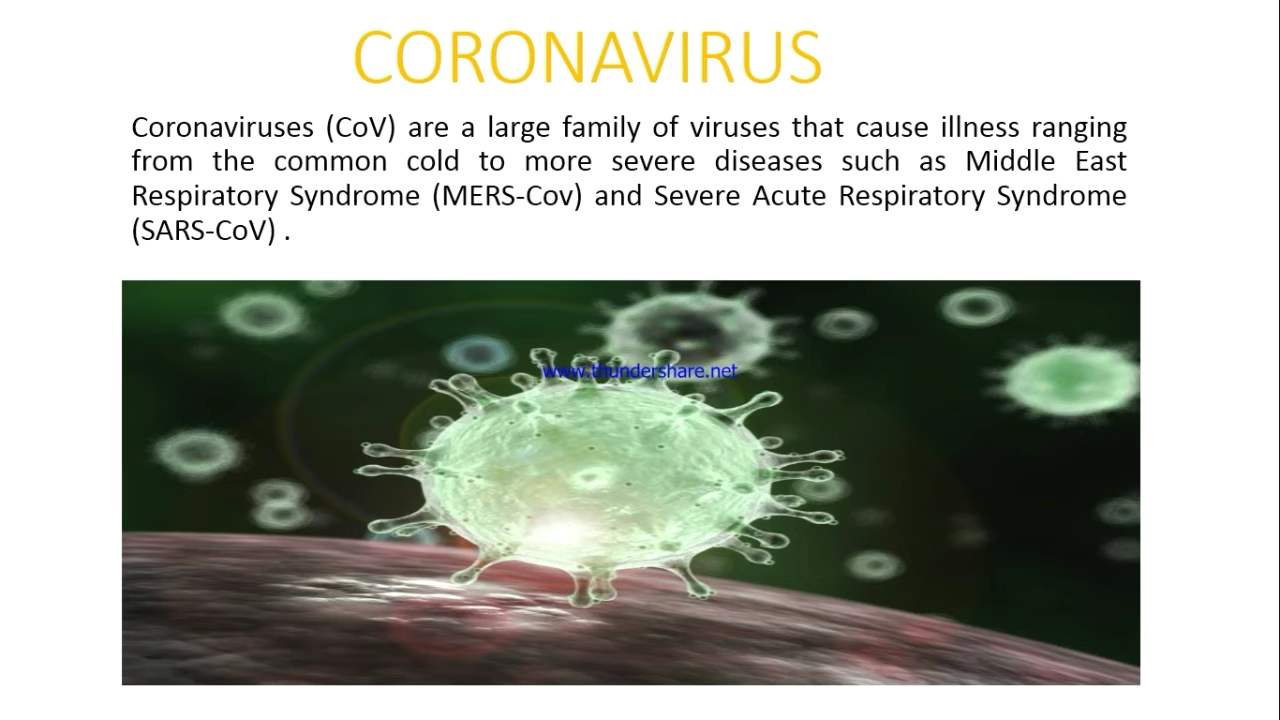 CORONAVIRUS
Coronaviruses (CoV) are a large family of viruses that cause illness ranging
from the common cold to more severe diseases such as Middle East
Respiratory Syndrome (MERS-Cov) and Severe Acute Respiratory Syndrome
(SARS-CoV) .
www.thundershare.net